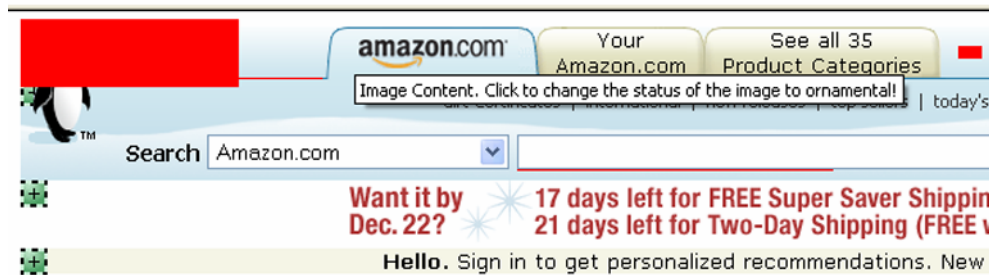 amazon.com
Your
Amazon.com
See all 35
Product Categories
Image Content. Click to change the status of the image to ornamental!
| today's
TM
Search Amazon.com
Want it by
Dec. 22?
17 days left for FREE Super Saver Shippin
21 days left for Two-Day Shipping (FREE
Hello. Sign in to get personalized recommendations. New